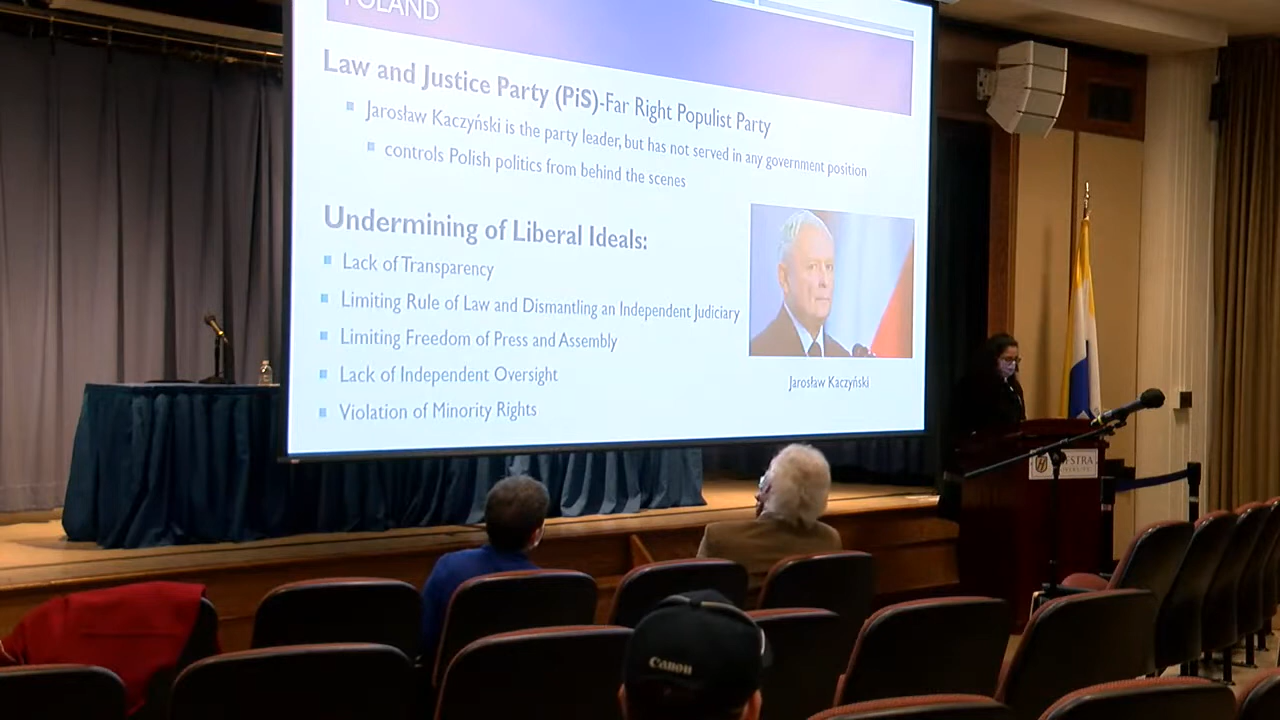 POLAND
Law and Justice Party (PiS)-Far Right Populist Party
Jarosław Kaczyński is the party leader, but has not served in any government position
controls Polish politics from behind the scenes
Undermining of Liberal Ideals:
Lack of Transparency
Limiting Rule of Law and Dismantling an Independent Judiciary
Limiting Freedom of Press and Assembly
Lack of Independent Oversight
Violation of Minority Rights
Jarosław Kaczyński
Canon